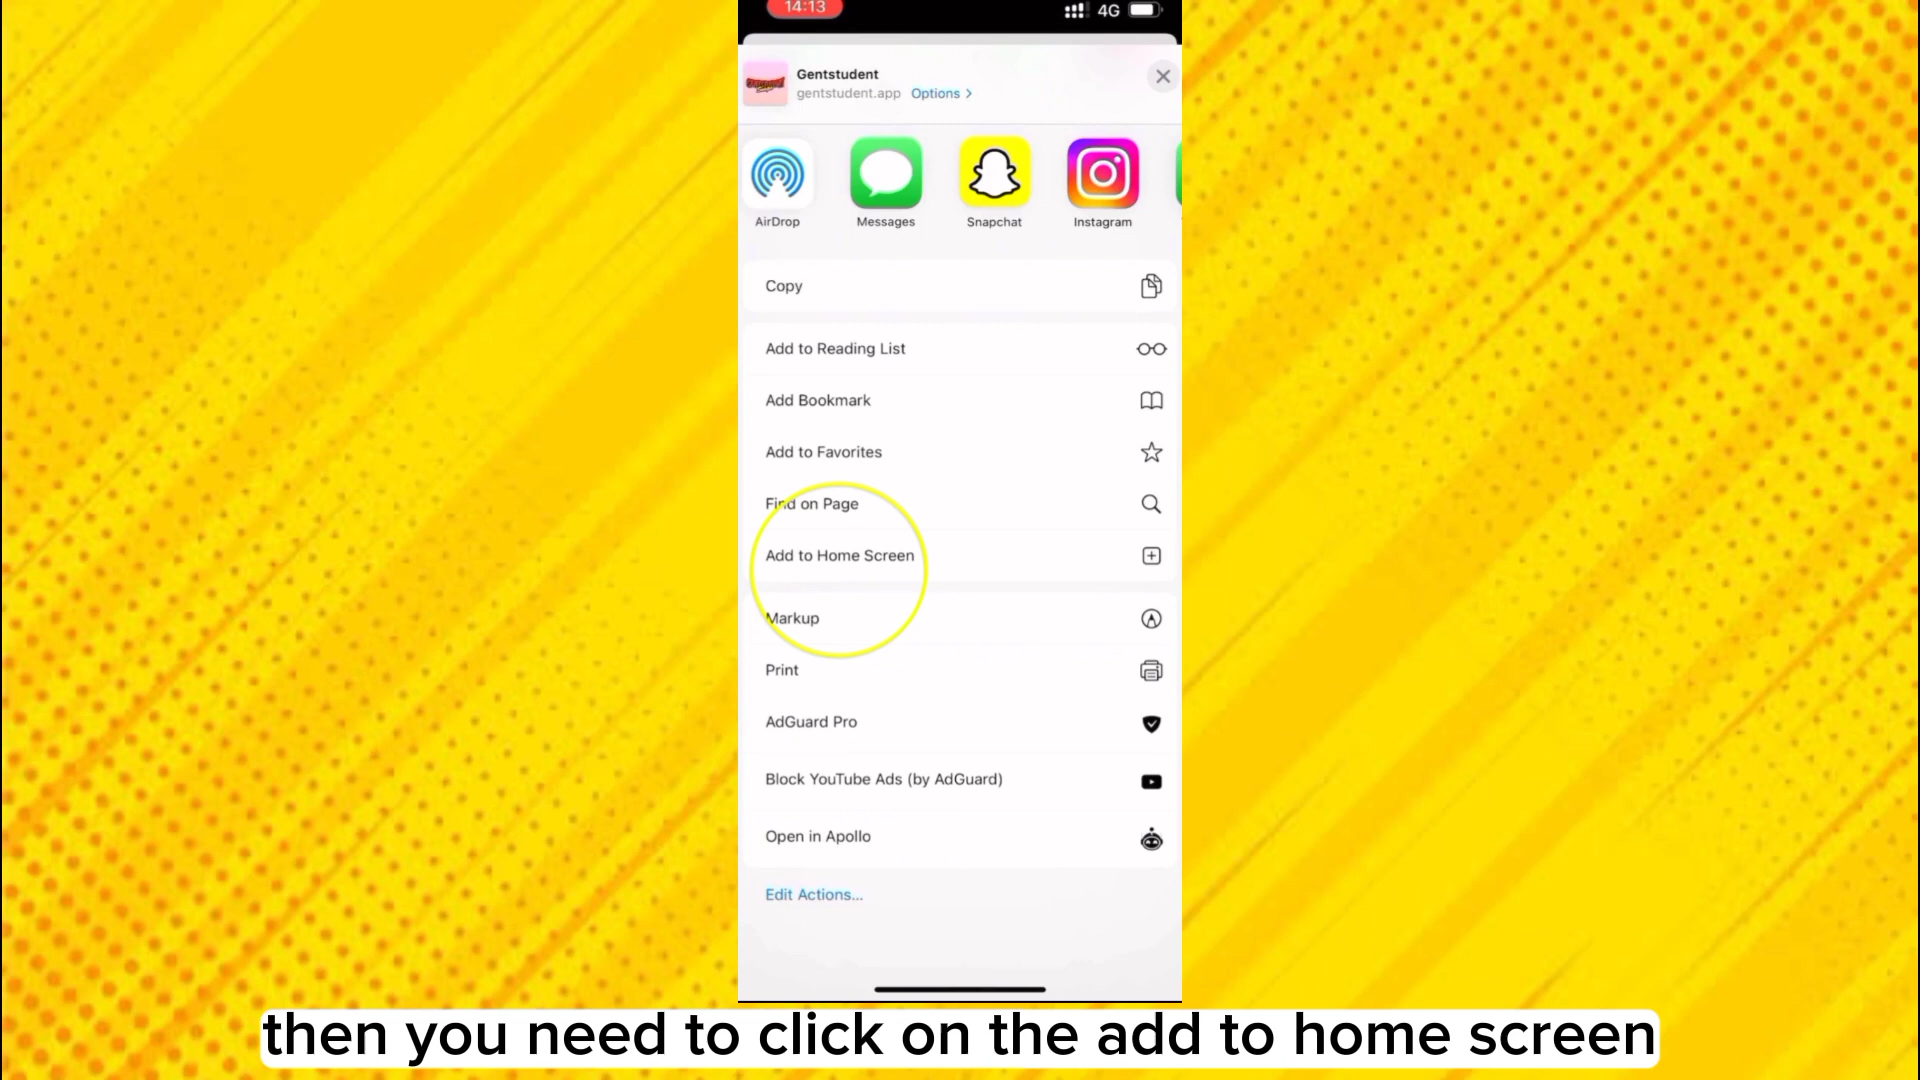 14:13
4G
Gentstudent
gentstudent.app Options >
AirDrop
Messages
Snapchat
Instagram
Copy
Add to Reading List
Add Bookmark
Add to Favorites
Find on Page
Add to Home Screen
Markup
Print
AdGuard Pro
Block YouTube Ads (by AdGuard)
Open in Apollo
Edit Actions...
then you need to click on the add to home screen